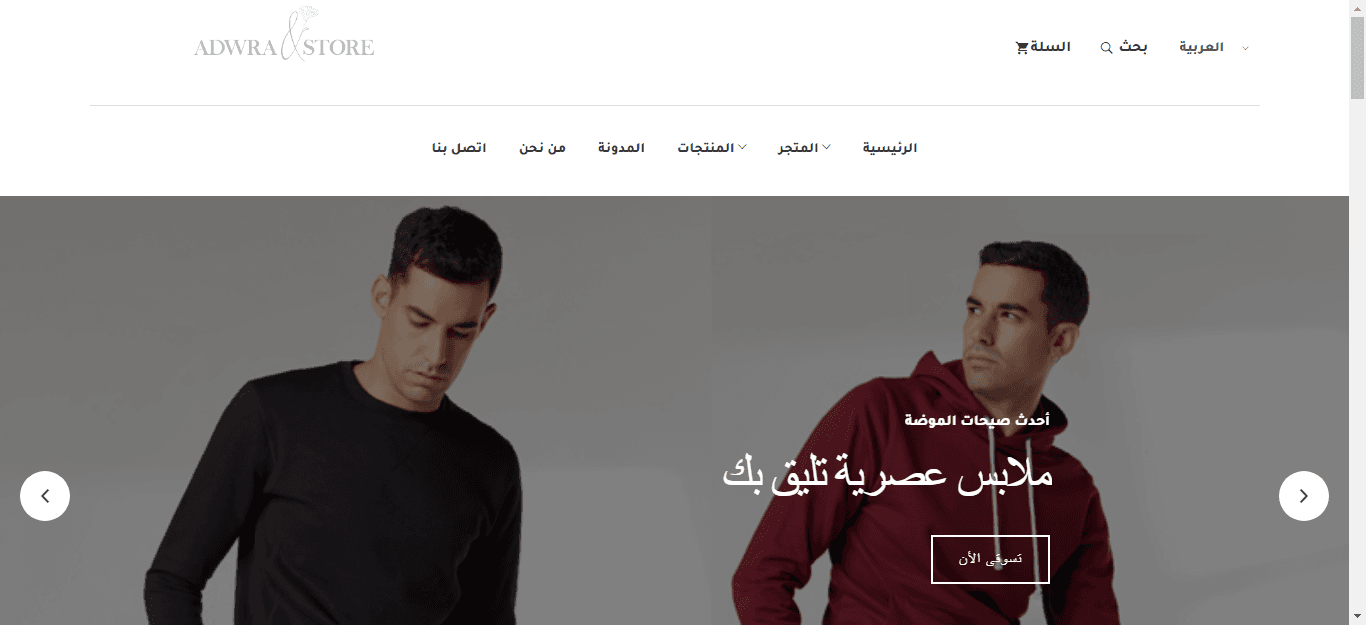 العربية
بحث
السلة
ADWRA & STORE
الرئيسية
المتجر
المنتجات
المدونة
من نحن
اتصل بنا
أحدث صيحات الموضة
ملابس عصرية تليق بك
تسوقى الأن